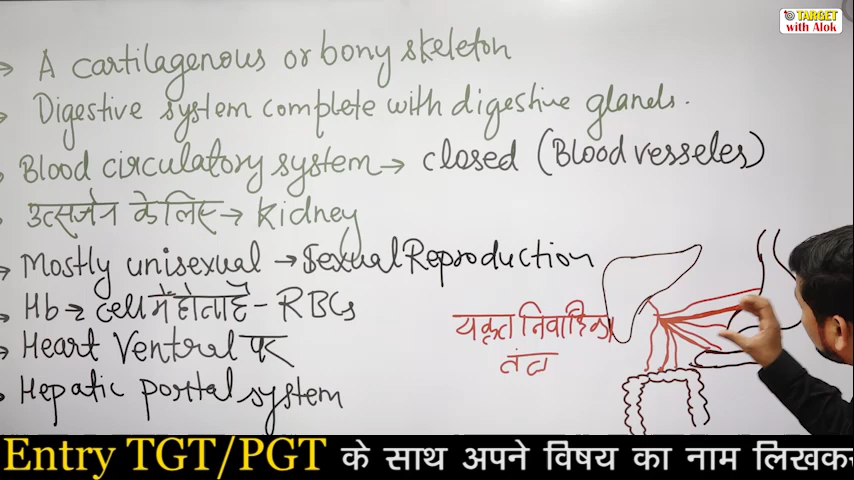 TARGET
with Alok
→ A cartilagenous or bony skeleton
→ Digestive system complete with digestive glands.
→ Blood circulatory system → closed (Blood vesseles)
→ उत्सर्जन के लिए → Kidney
→ Mostly unisexual → Sexual Reproduction
→ Hb → cell में होता है - RBCs
→ Heart Ventral पर
→ Hepatic portal system
यकृत निवाहिका
तंत्र
Entry TGT/PGT के साथ अपने विषय का नाम लिखकर